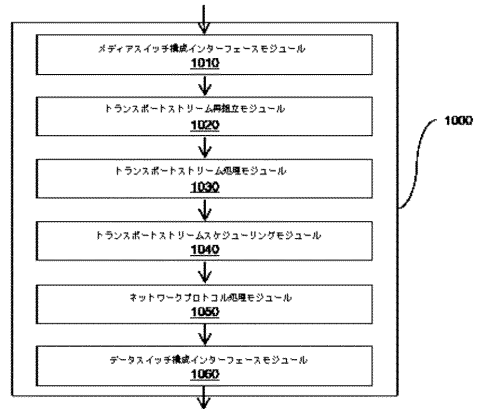 メディアスイッチ構成インターフェースモジュール
1010
トランスポートストリーム再組立モジュール
1020
トランスポートストリーム処理モジュール
1030
トランスポートストリームスケジューリングモジュール
1040
ネットワークプロトコル処理モジュール
1050
データスイッチ構成インターフェースモジュール
1060
1000